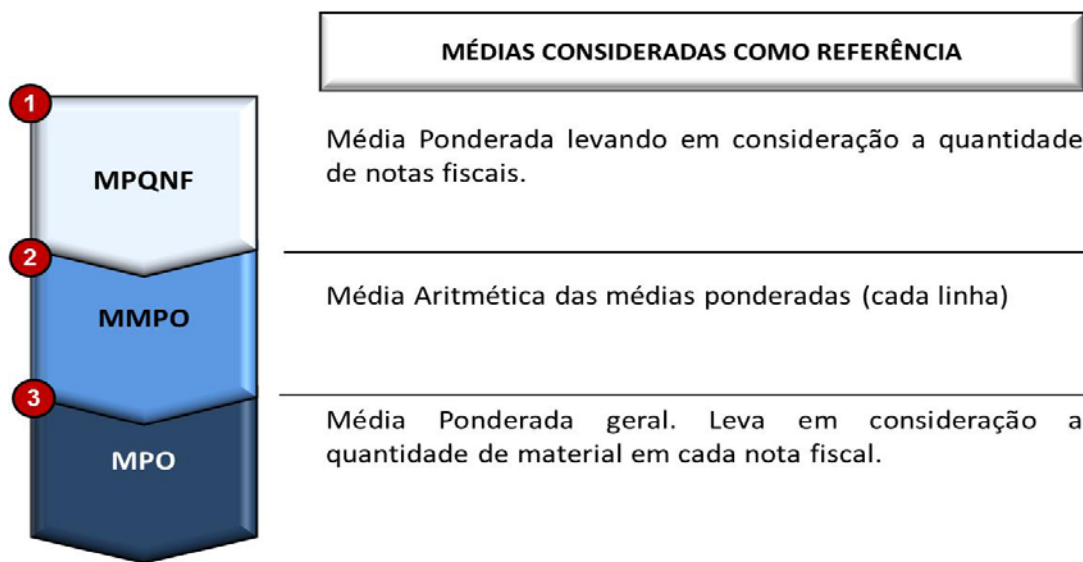 MÉDIAS CONSIDERADAS COMO REFERÊNCIA
1
MPQNF
Média Ponderada levando em consideração a quantidade
de notas fiscais.
2
MMPO
Média Aritmética das médias ponderadas (cada linha)
3
MPO
Média Ponderada geral. Leva em consideração a
quantidade de material em cada nota fiscal.